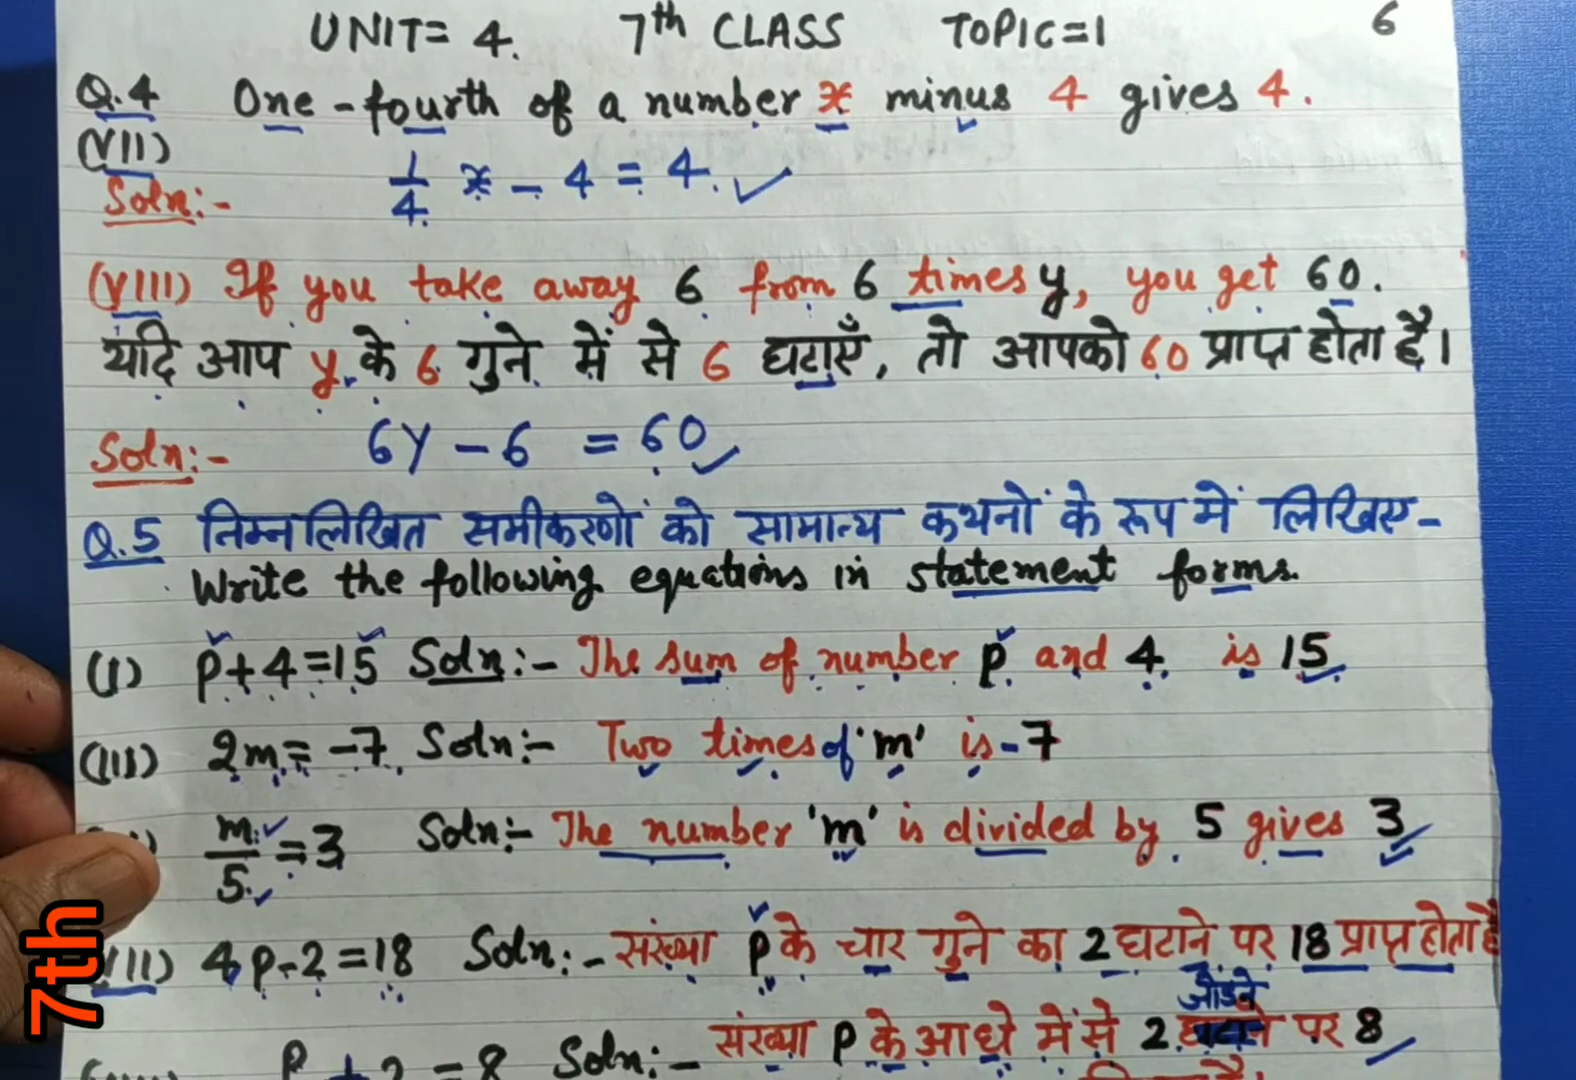 UNIT= 4. 7th CLASS TOPIC=1 6
Q.4 One-fourth of a number x minus 4 gives 4.
(VII)
Soln:- 1/4 x - 4 = 4.
(VIII) If you take away 6 from 6 times y, you get 60.
यदि आप y के 6 गुने में से 6 घटाएँ, तो आपको 60 प्राप्त होता है।
Soln:- 6Y - 6 = 60
Q.5 निम्नलिखित समीकरणों को सामान्य कथनों के रूप में लिखिए-
Write the following equations in statement forms.
(I) p+4=15 Soln:- The sum of number p and 4 is 15.
(III) 2m = -7 Soln:- Two times of 'm' is -7
m/5 = 3 Soln:- The number 'm' is divided by 5 gives 3
4p-2=18 Soln:- संख्या p के चार गुने का 2 घटाने पर 18 प्राप्त होता है
जोडने
+2 = 8 Soln:- संख्या p के आधे में से 2 पर 8
7th